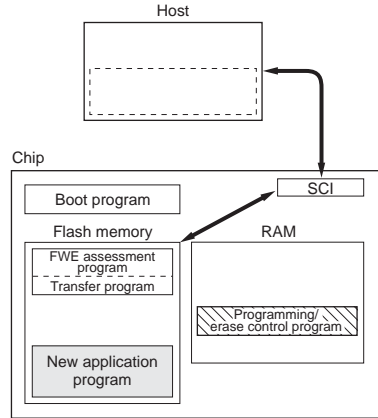 Host
Chip
SCI
Boot program
Flash memory
RAM
FWE assessment
program
Transfer program
Programming/
erase control program
New application
program